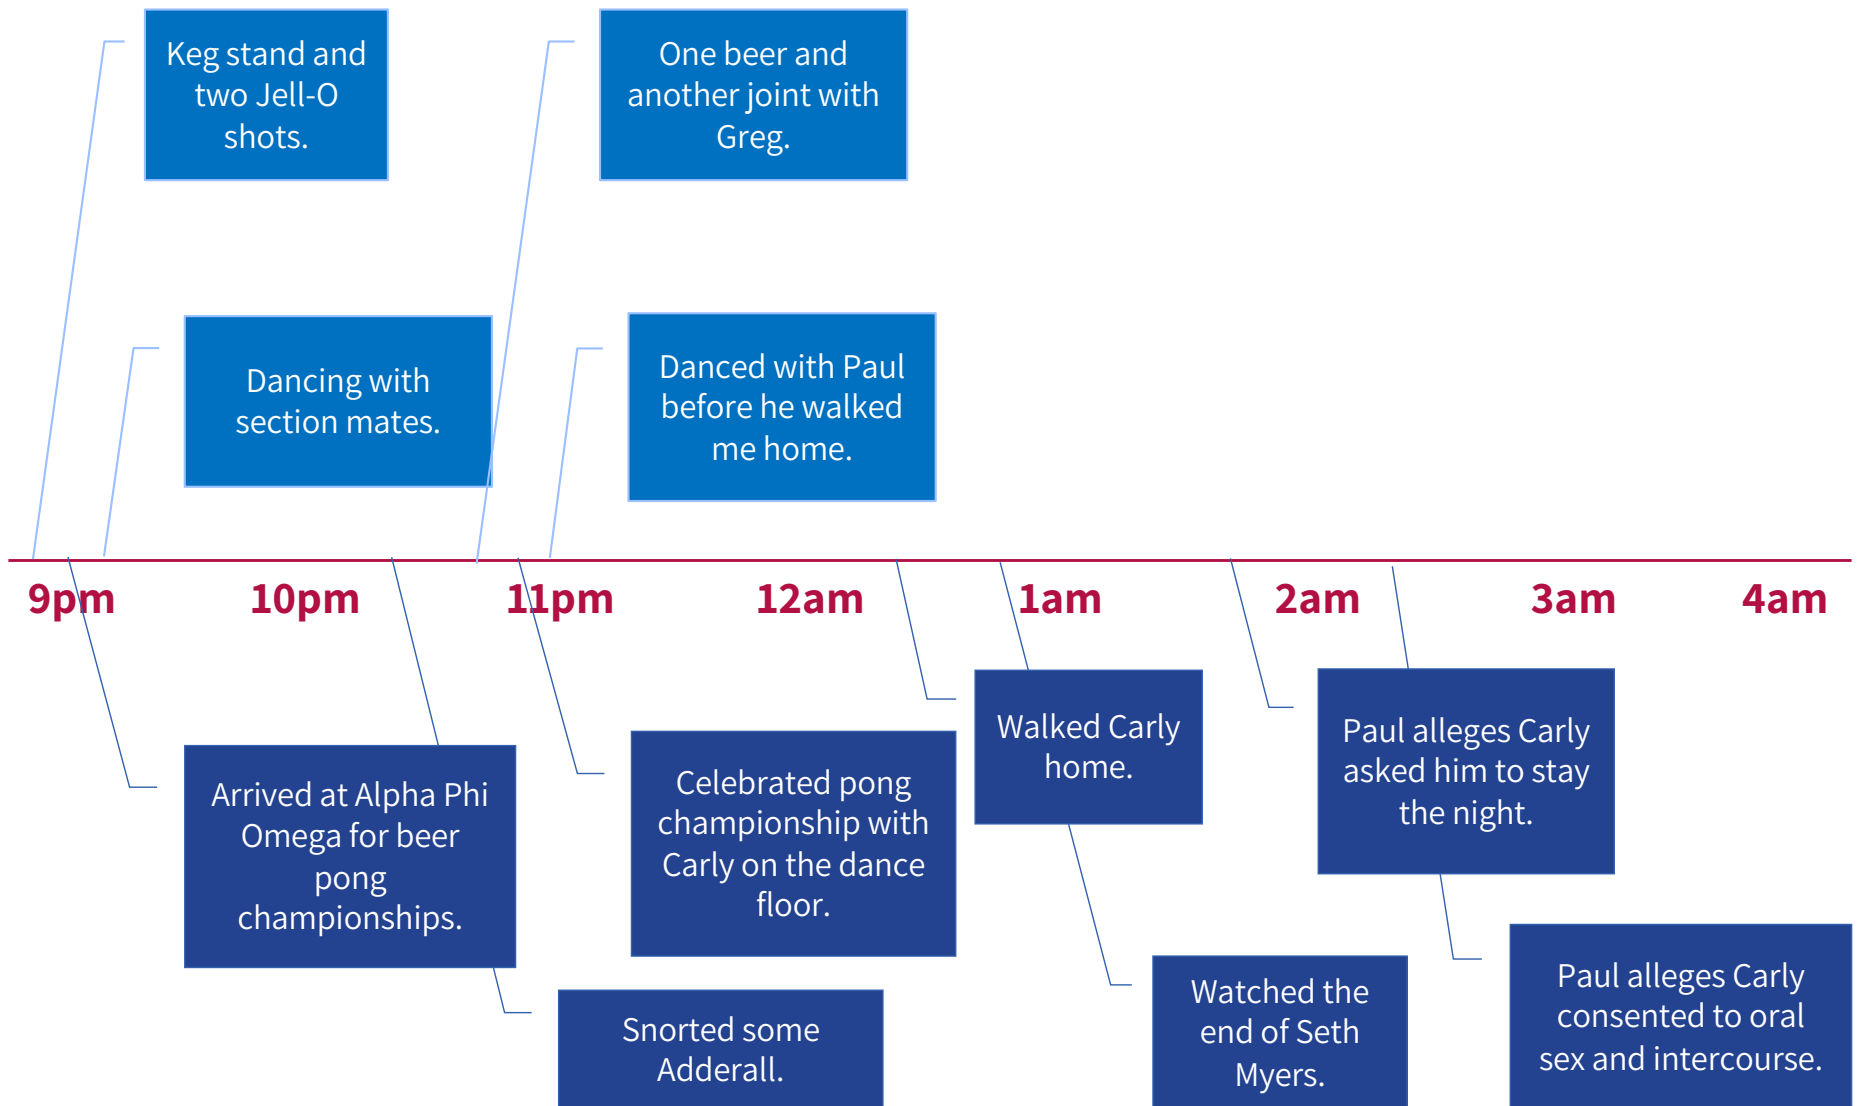 Keg stand and
two Jell-O
shots.
One beer and
another joint with
Greg.
Dancing with
section mates.
Danced with Paul
before he walked
me home.
9pm
10pm
11pm
12am
1am
2am
3am
4am
Arrived at Alpha Phi
Omega for beer
pong
championships.
Celebrated pong
championship with
Carly on the dance
floor.
Walked Carly
home.
Paul alleges Carly
asked him to stay
the night.
Snorted some
Adderall.
Watched the
end of Seth
Myers.
Paul alleges Carly
consented to oral
sex and intercourse.